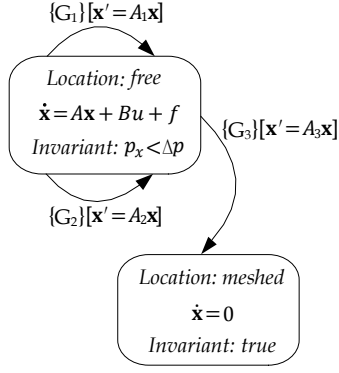 {G₁}[x′=A₁x]
Location: free
ẋ=Ax+Bu+f
Invariant: pₓ<Δp
{G₃}[x′=A₃x]
{G₂}[x′=A₂x]
Location: meshed
ẋ=0
Invariant: true